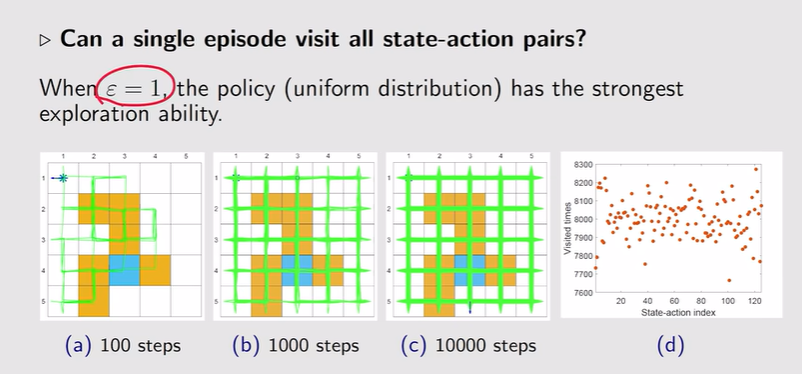 ▷ Can a single episode visit all state-action pairs?
When ε = 1, the policy (uniform distribution) has the strongest
exploration ability.
1 2 3 4 5
1 2 3 4 5
1 2 3 4 5
1
2
3
4
5
1
2
3
4
5
1
2
3
4
5
8300
8200
8100
8000
7900
7800
7700
7600
Visited times
20 40 60 80 100 120
State-action index
(a) 100 steps
(b) 1000 steps
(c) 10000 steps
(d)